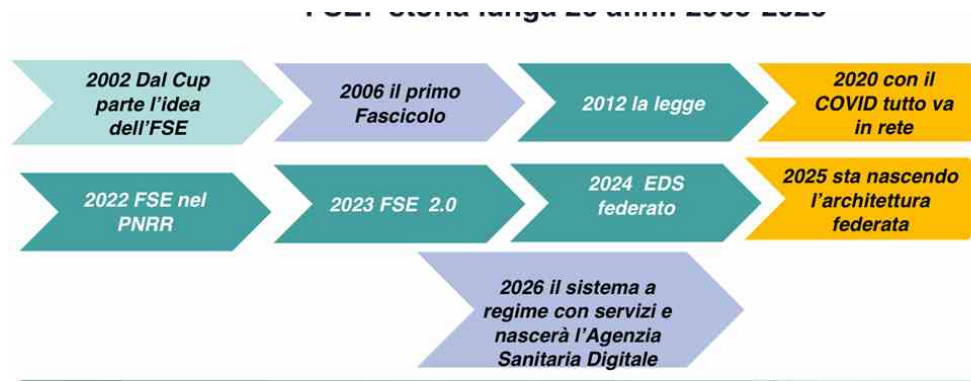 2002 Dal Cup
parte l'idea
dell'FSE
2006 il primo
Fascicolo
2012 la legge
2020 con il
COVID tutto va
in rete
2022 FSE nel
PNRR
2023 FSE 2.0
2024 EDS
federato
2025 sta nascendo
l'architettura
federata
2026 il sistema a
regime con servizi e
nascerà l'Agenzia
Sanitaria Digitale